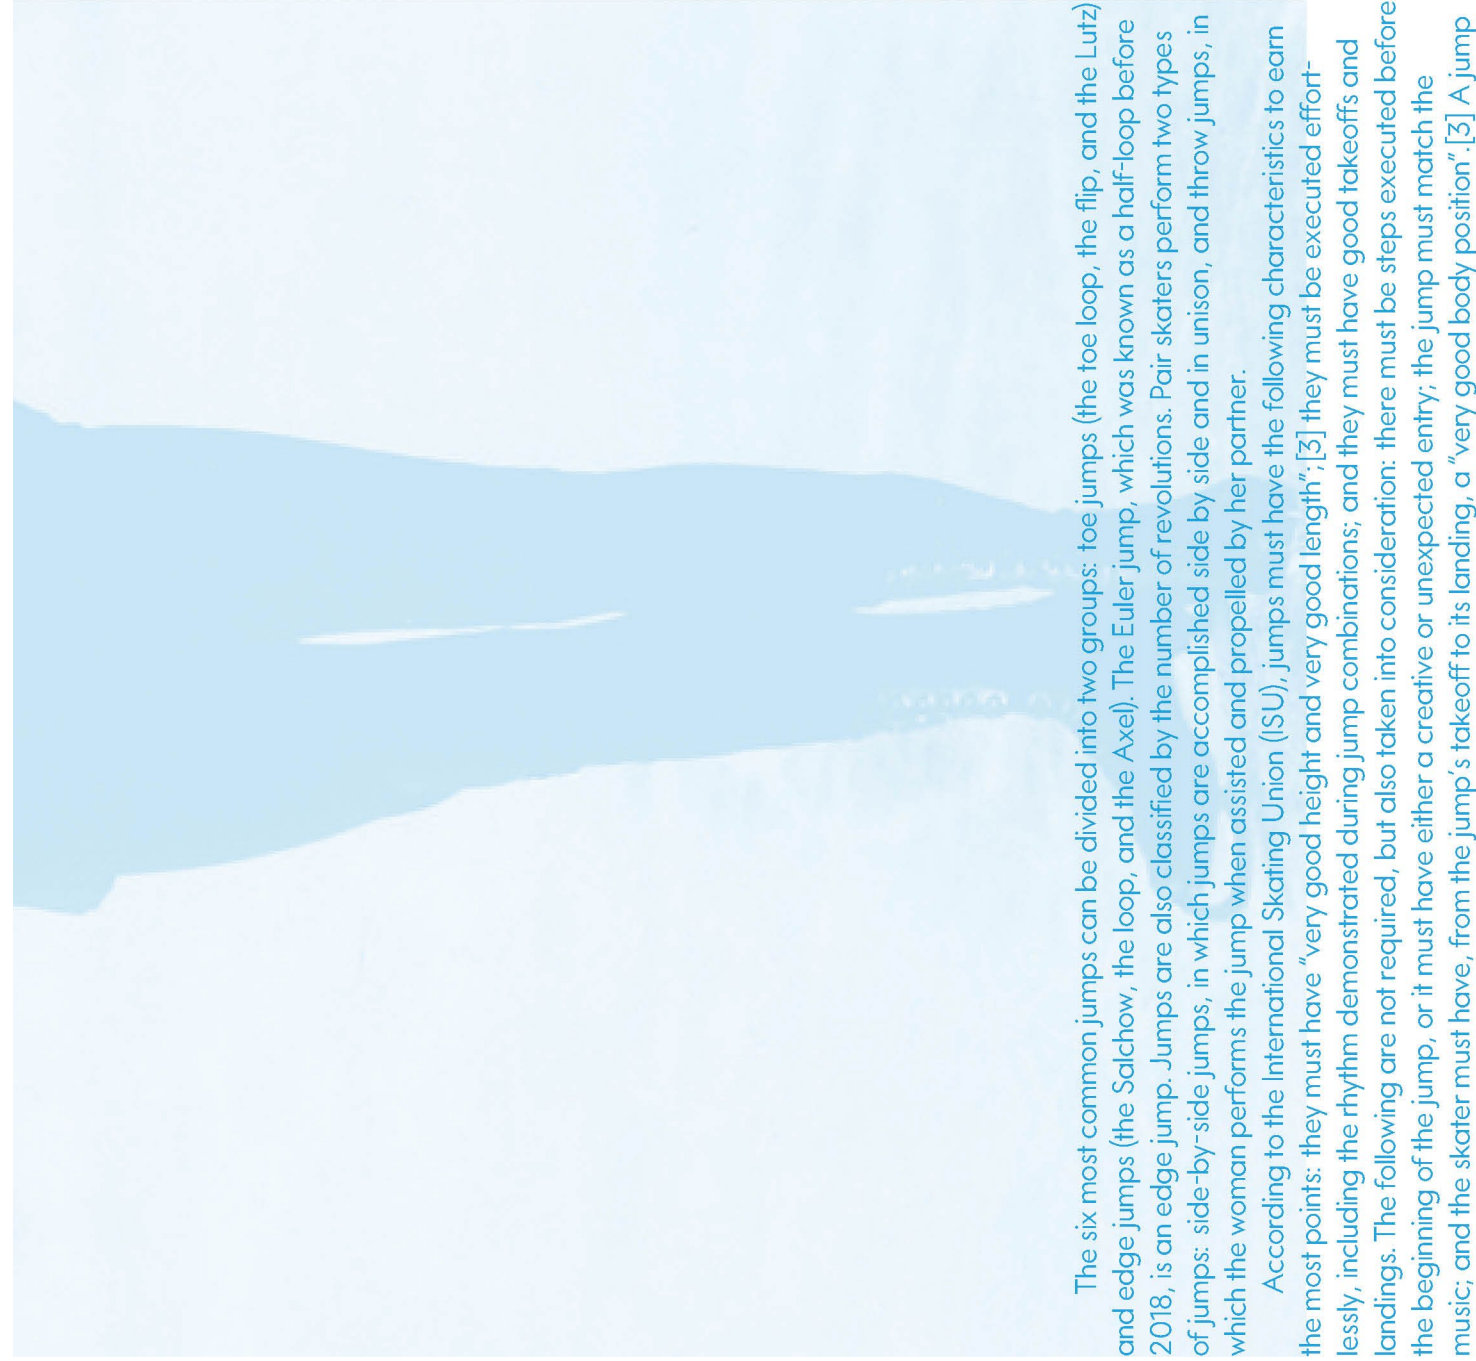 The six most common jumps can be divided into two groups: toe jumps (the toe loop, the flip, and the Lutz)
and edge jumps (the Salchow, the loop, and the Axel). The Euler jump, which was known as a half-loop before
2018, is an edge jump. Jumps are also classified by the number of revolutions. Pair skaters perform two types
of jumps: side-by-side jumps, in which jumps are accomplished side by side and in unison, and throw jumps, in
which the woman performs the jump when assisted and propelled by her partner.
According to the International Skating Union (ISU), jumps must have the following characteristics to earn
the most points: they must have "very good height and very good length";[3] they must be executed effort-
lessly, including the rhythm demonstrated during jump combinations; and they must have good takeoffs and
landings. The following are not required, but also taken into consideration: there must be steps executed before
the beginning of the jump, or it must have either a creative or unexpected entry; the jump must match the
music; and the skater must have, from the jump's takeoff to its landing, a "very good body position".[3] A jump